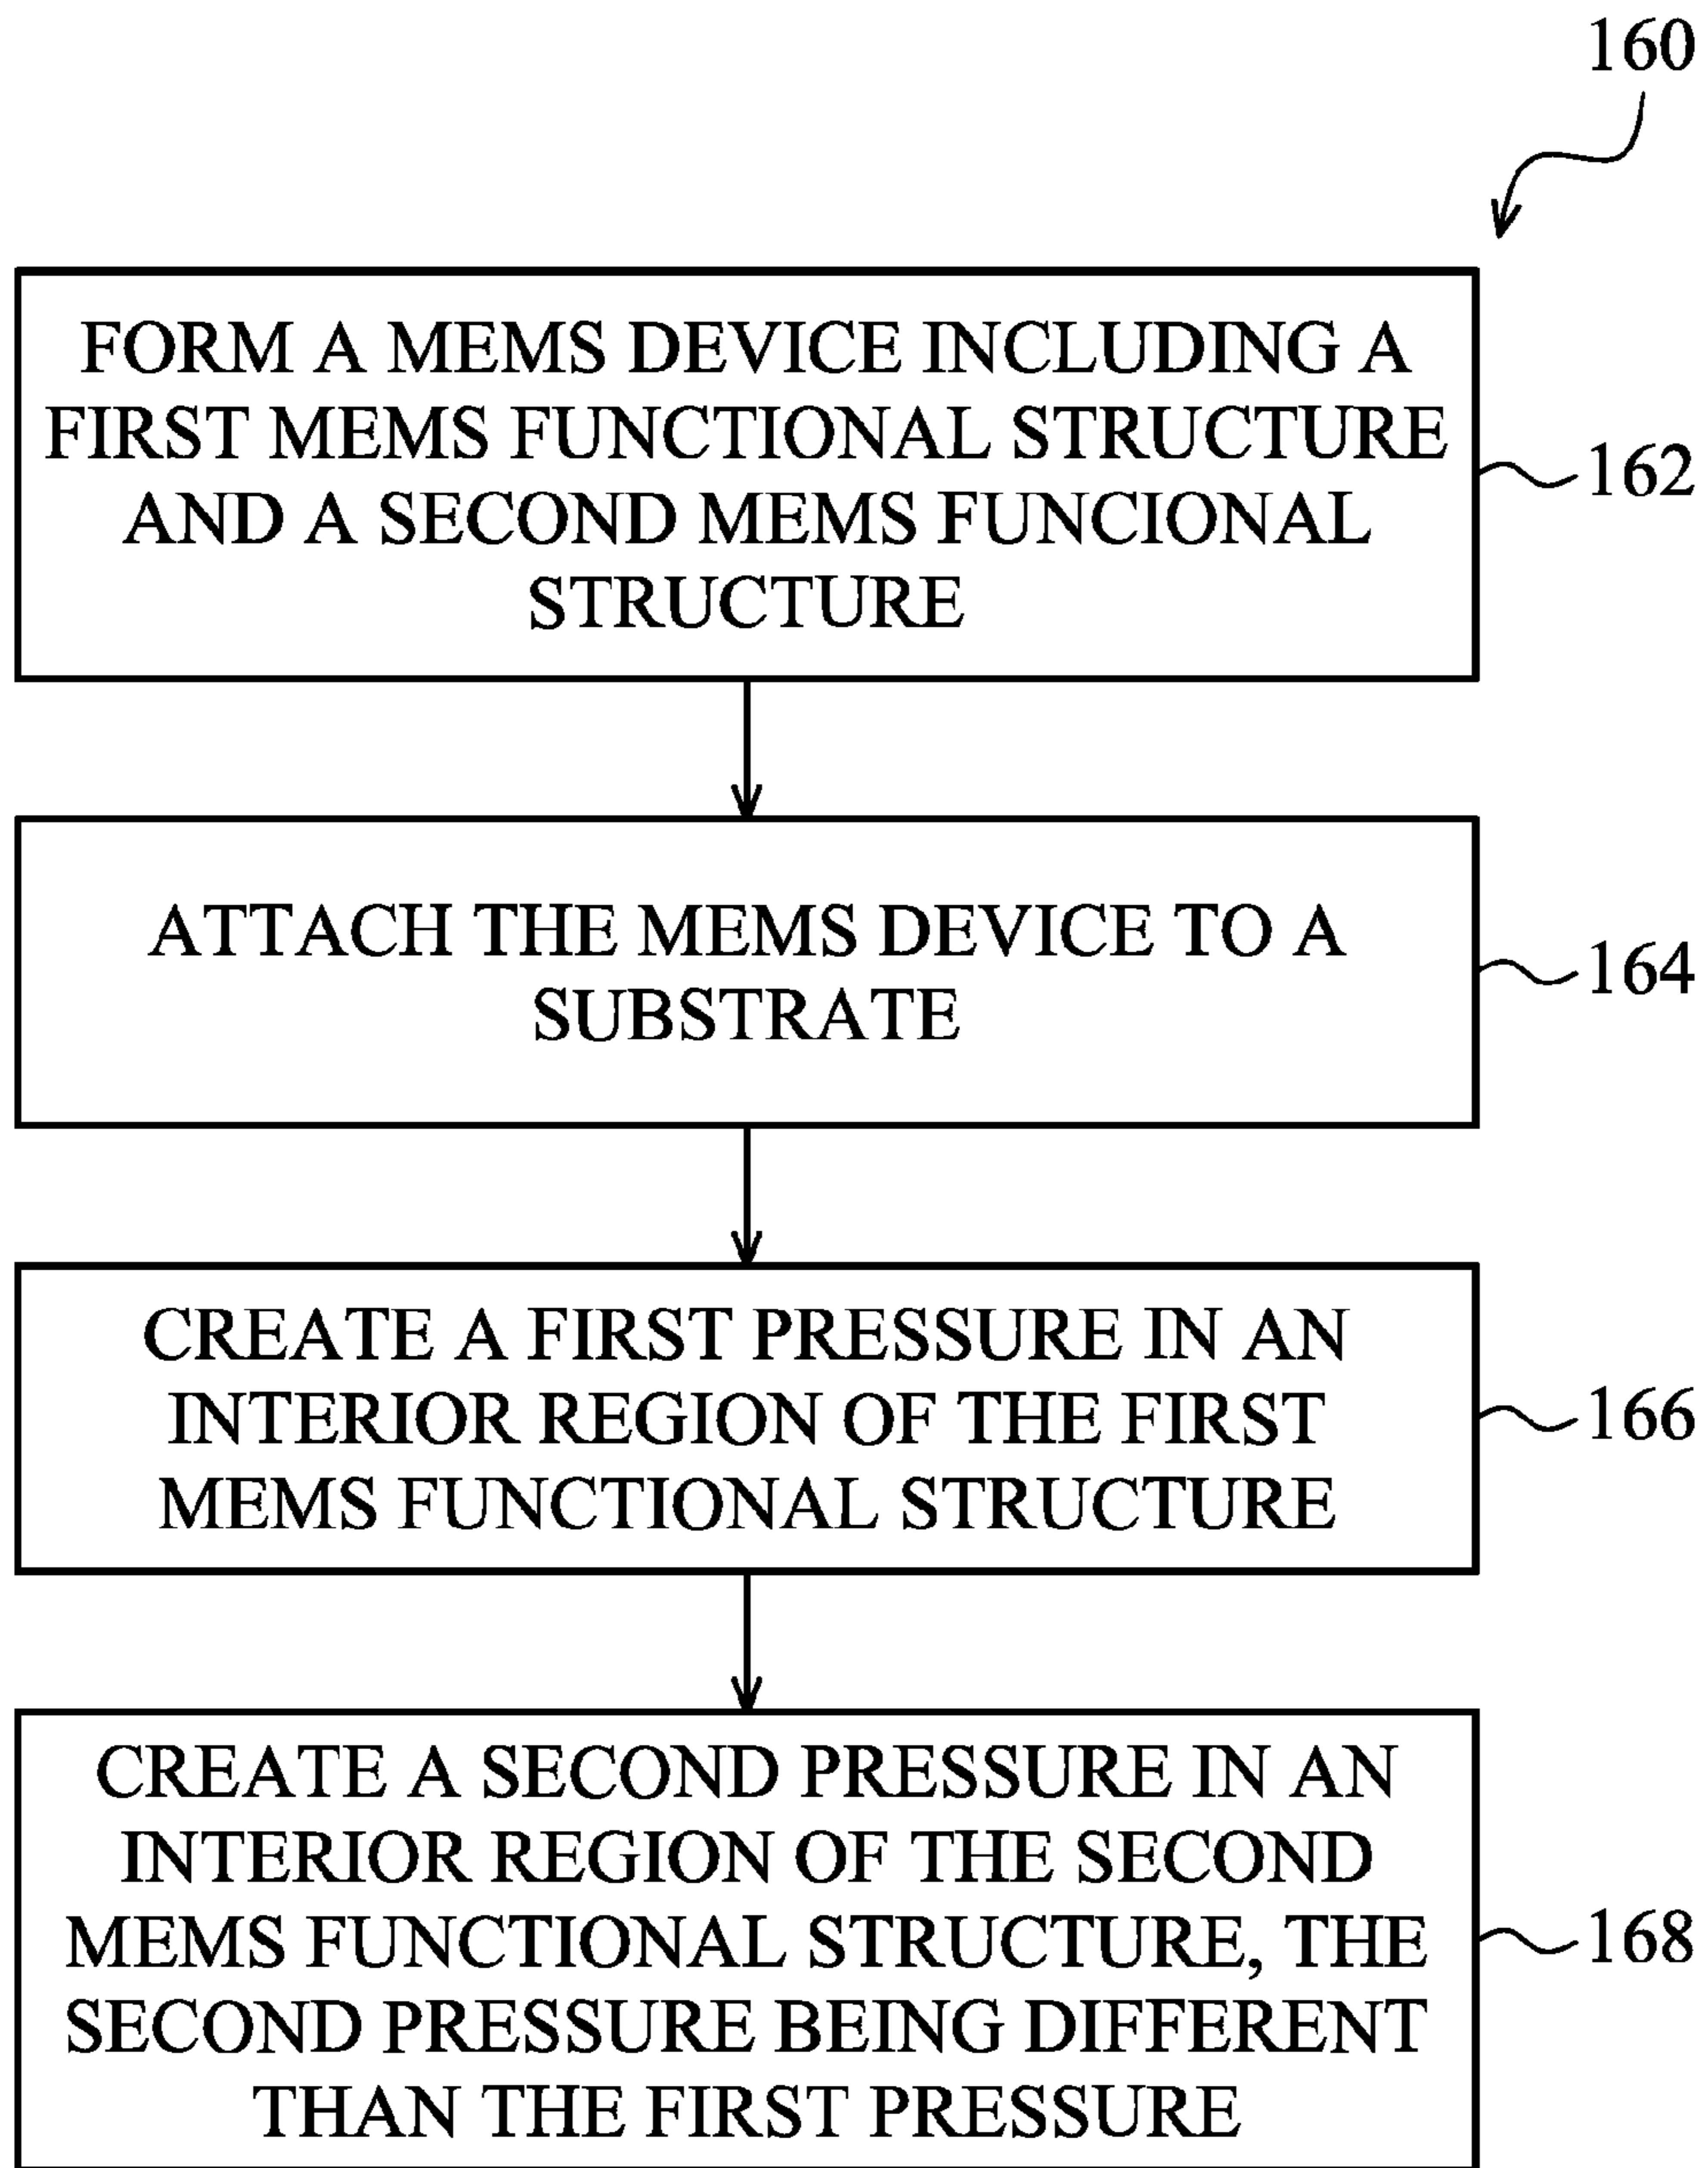 160
FORM A MEMS DEVICE INCLUDING A
FIRST MEMS FUNCTIONAL STRUCTURE
AND A SECOND MEMS FUNCIONAL
STRUCTURE
162
ATTACH THE MEMS DEVICE TO A
SUBSTRATE
164
CREATE A FIRST PRESSURE IN AN
INTERIOR REGION OF THE FIRST
MEMS FUNCTIONAL STRUCTURE
166
CREATE A SECOND PRESSURE IN AN
INTERIOR REGION OF THE SECOND
MEMS FUNCTIONAL STRUCTURE, THE
SECOND PRESSURE BEING DIFFERENT
THAN THE FIRST PRESSURE
168